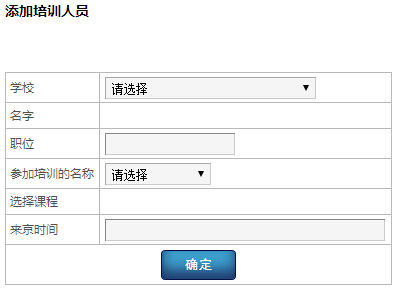 添加培训人员
学校 请选择
名字
职位
参加培训的名称 请选择
选择课程
来京时间
确定